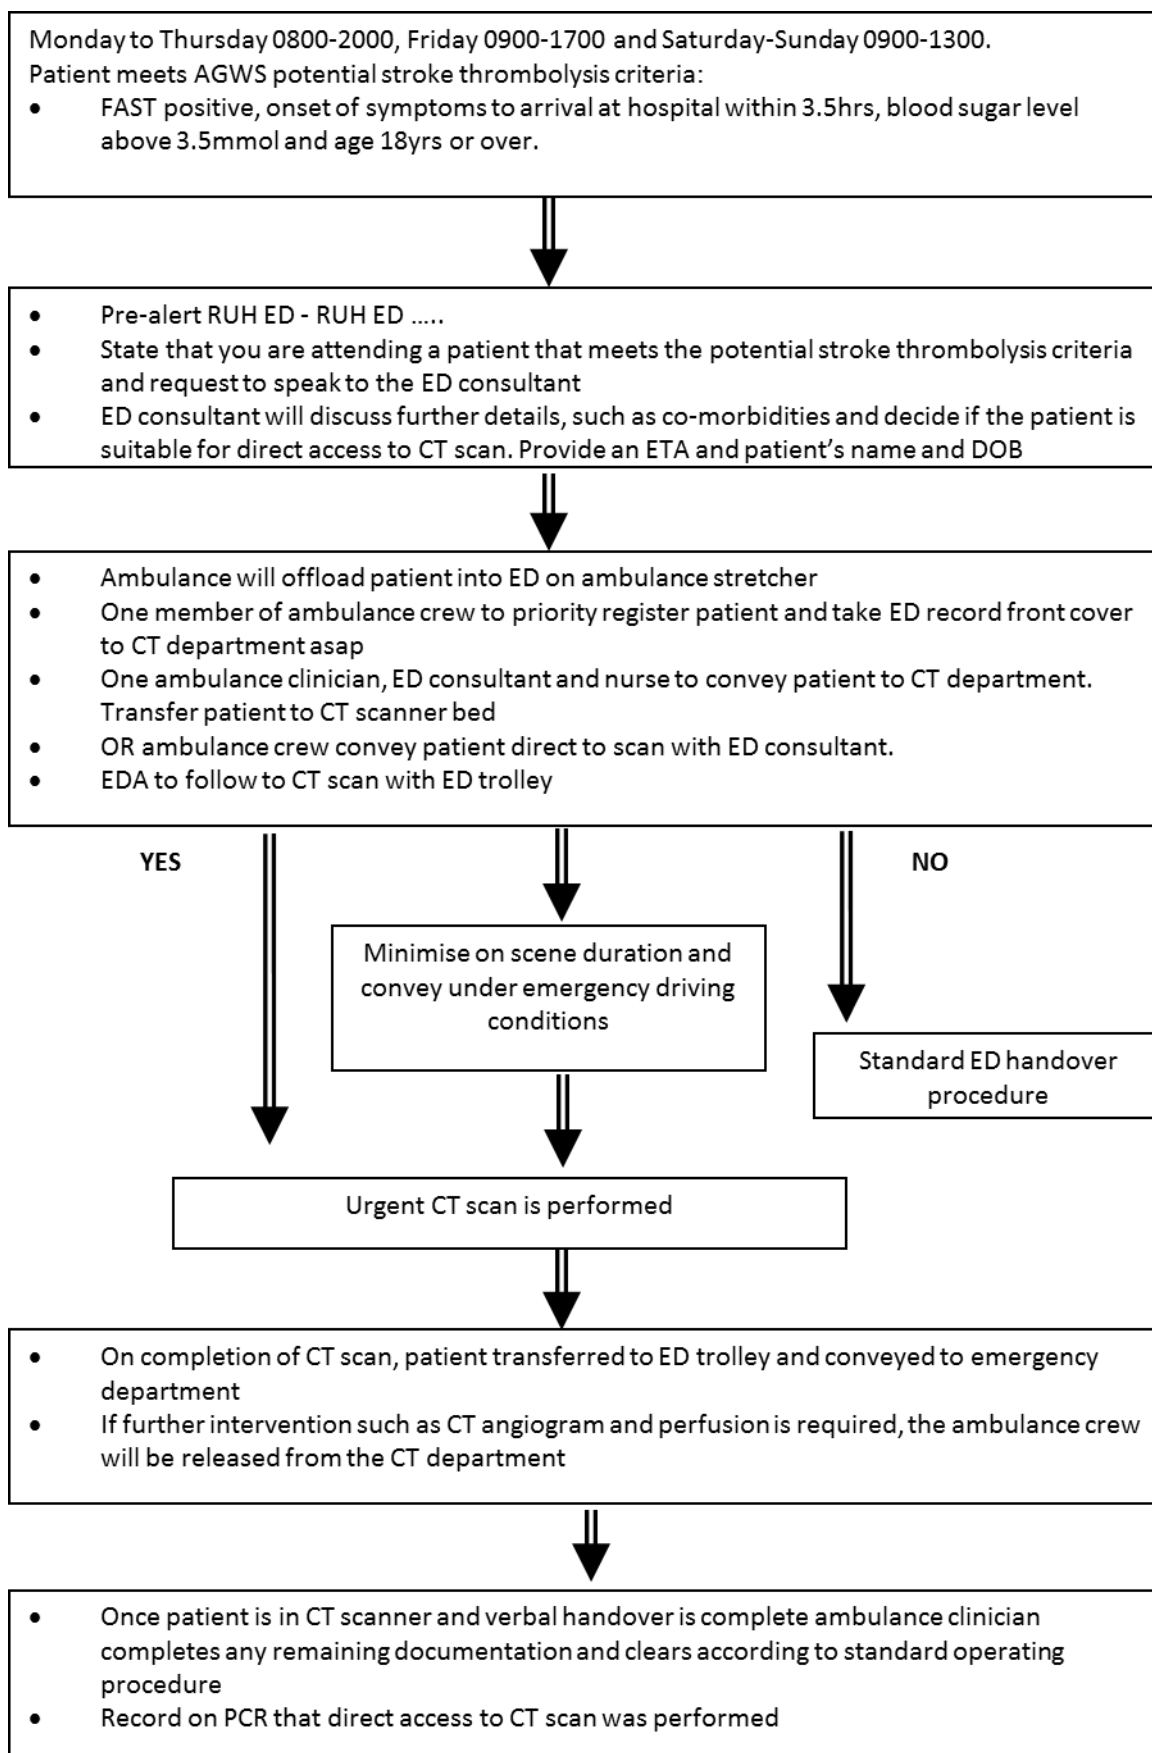 Monday to Thursday 0800-2000, Friday 0900-1700 and Saturday-Sunday 0900-1300.
Patient meets AGWS potential stroke thrombolysis criteria:
• FAST positive, onset of symptoms to arrival at hospital within 3.5hrs, blood sugar level
above 3.5mmol and age 18yrs or over.
• Pre-alert RUH ED - RUH ED .....
• State that you are attending a patient that meets the potential stroke thrombolysis criteria
and request to speak to the ED consultant
• ED consultant will discuss further details, such as co-morbidities and decide if the patient is
suitable for direct access to CT scan. Provide an ETA and patient's name and DOB
• Ambulance will offload patient into ED on ambulance stretcher
• One member of ambulance crew to priority register patient and take ED record front cover
to CT department asap
• One ambulance clinician, ED consultant and nurse to convey patient to CT department.
Transfer patient to CT scanner bed
• OR ambulance crew convey patient direct to scan with ED consultant.
• EDA to follow to CT scan with ED trolley
YES
NO
Minimise on scene duration and
convey under emergency driving
conditions
Standard ED handover
procedure
Urgent CT scan is performed
• On completion of CT scan, patient transferred to ED trolley and conveyed to emergency
department
• If further intervention such as CT angiogram and perfusion is required, the ambulance crew
will be released from the CT department
• Once patient is in CT scanner and verbal handover is complete ambulance clinician
completes any remaining documentation and clears according to standard operating
procedure
• Record on PCR that direct access to CT scan was performed